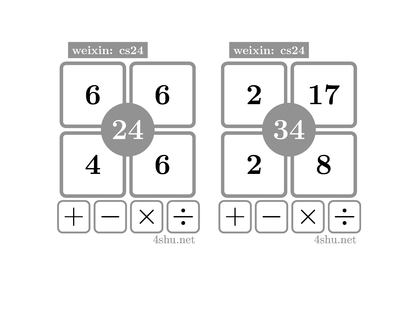 weixin: cs24
6 6
24
4 6
+ − × ÷
4shu.net
weixin: cs24
2 17
34
2 8
+ − × ÷
4shu.net